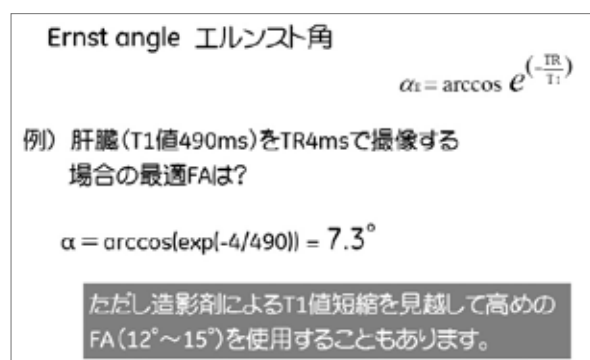 Ernst angle エルンスト角
αE = arccos e^(-TR/T1)
例）肝臓（T1値490ms）をTR4msで撮像する
場合の最適FAは？
α = arccos(exp(-4/490)) = 7.3°
ただし造影剤によるT1値短縮を見越して高めの
FA（12°～15°）を使用することもあります。